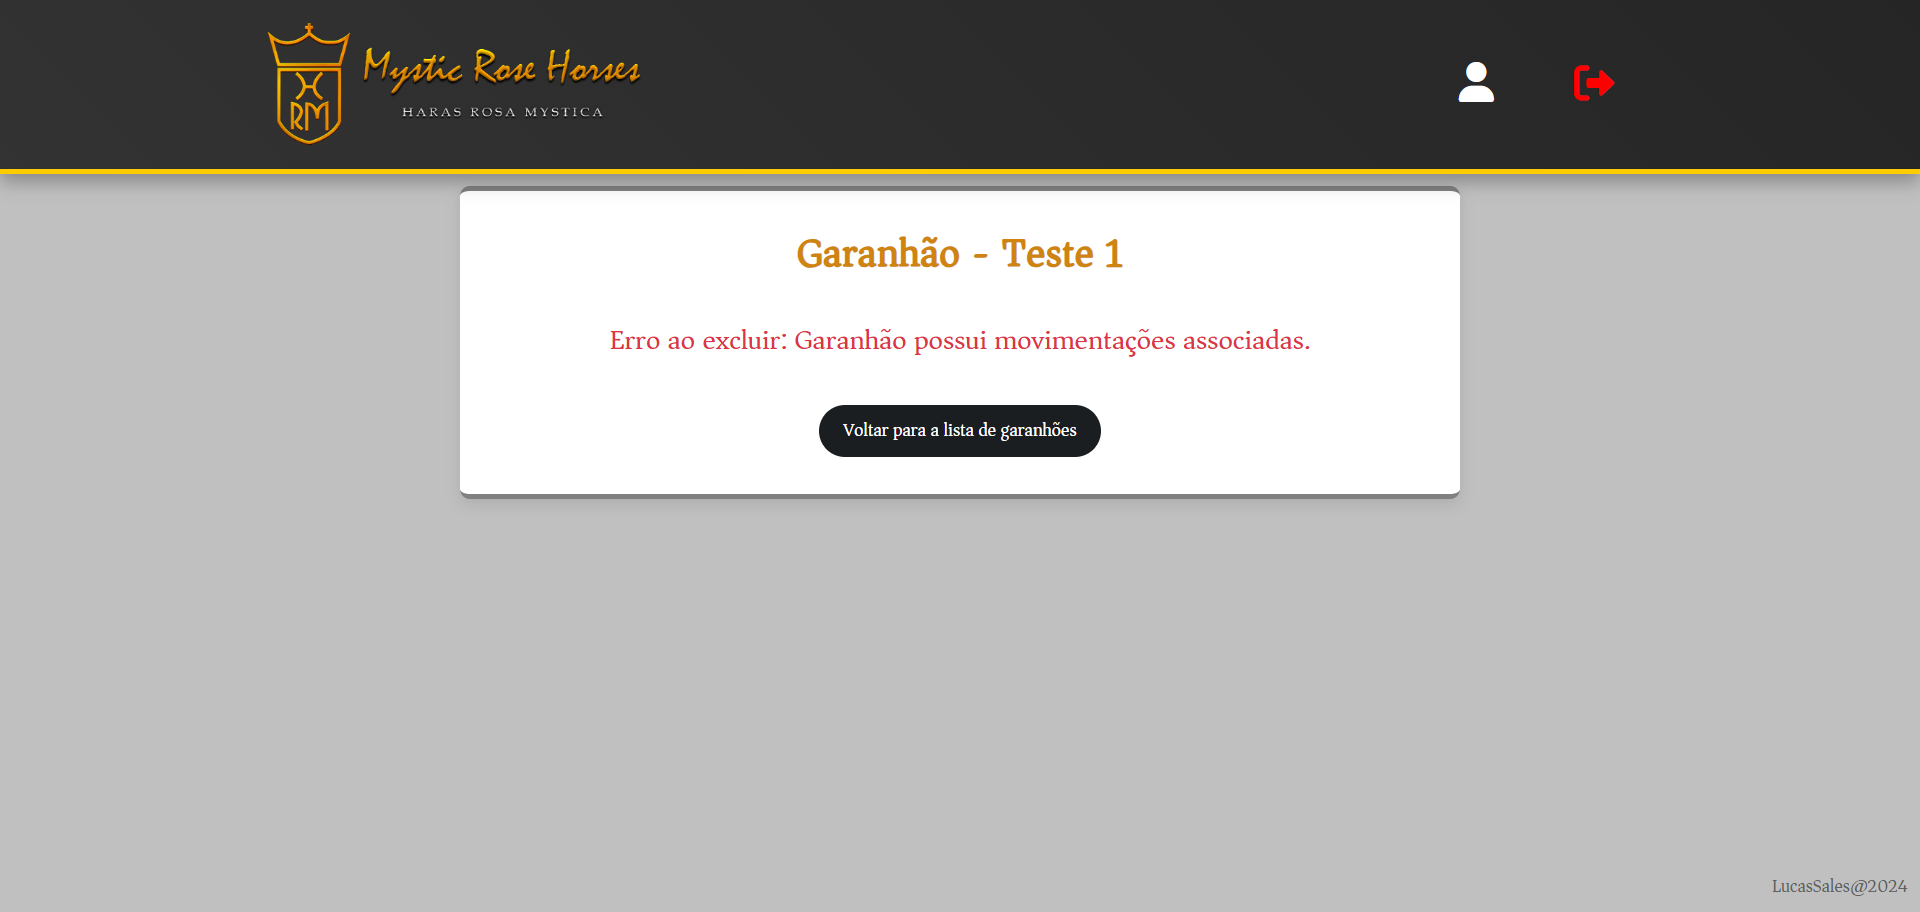 Mystic Rose Horses
HARAS ROSA MYSTICA
RM
Garanhão - Teste 1
Erro ao excluir: Garanhão possui movimentações associadas.
Voltar para a lista de garanhões
LucasSales@2024